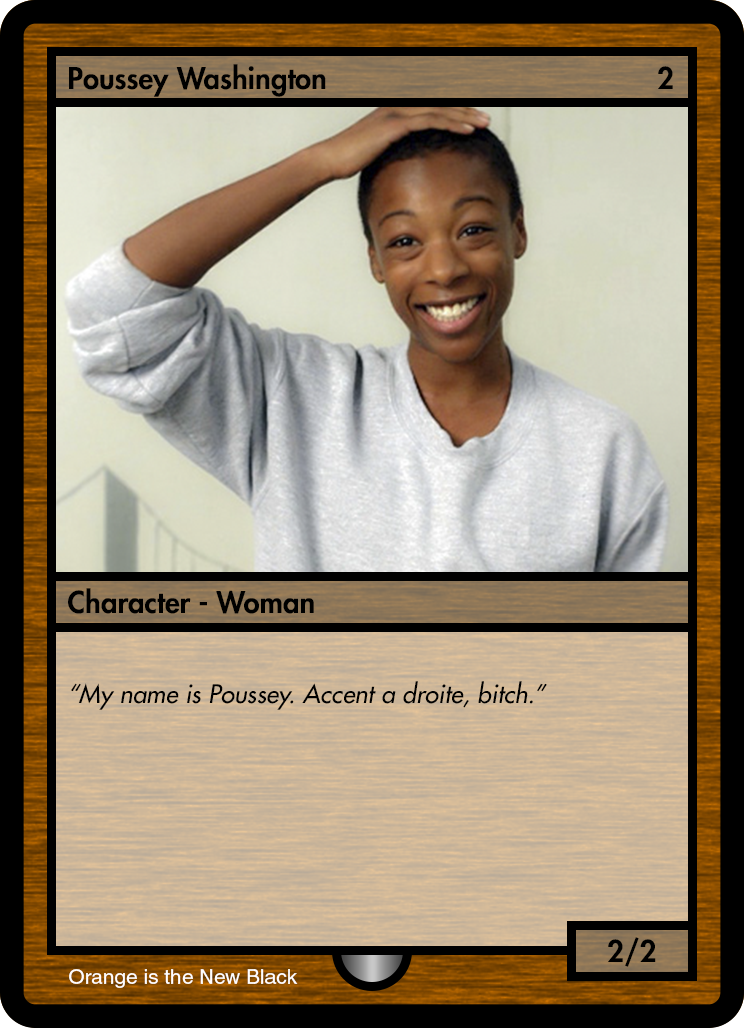 Poussey Washington 2
Character - Woman
“My name is Poussey. Accent a droite, bitch.”
2/2
Orange is the New Black